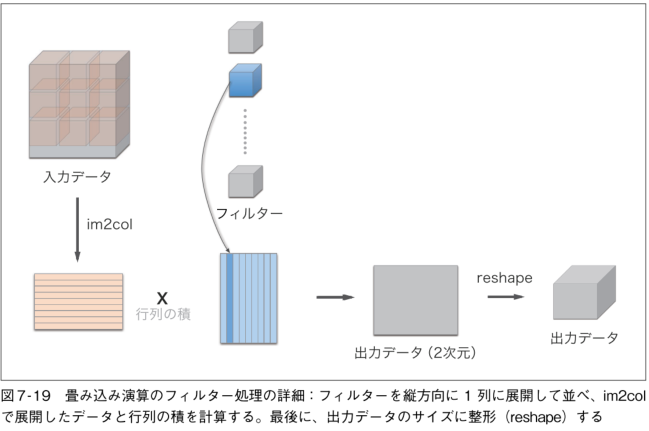 入力データ
im2col
フィルター
X
行列の積
reshape
出力データ（2次元）
出力データ
図7-19　畳み込み演算のフィルター処理の詳細：フィルターを縦方向に 1 列に展開して並べ、im2col
で展開したデータと行列の積を計算する。最後に、出力データのサイズに整形（reshape）する